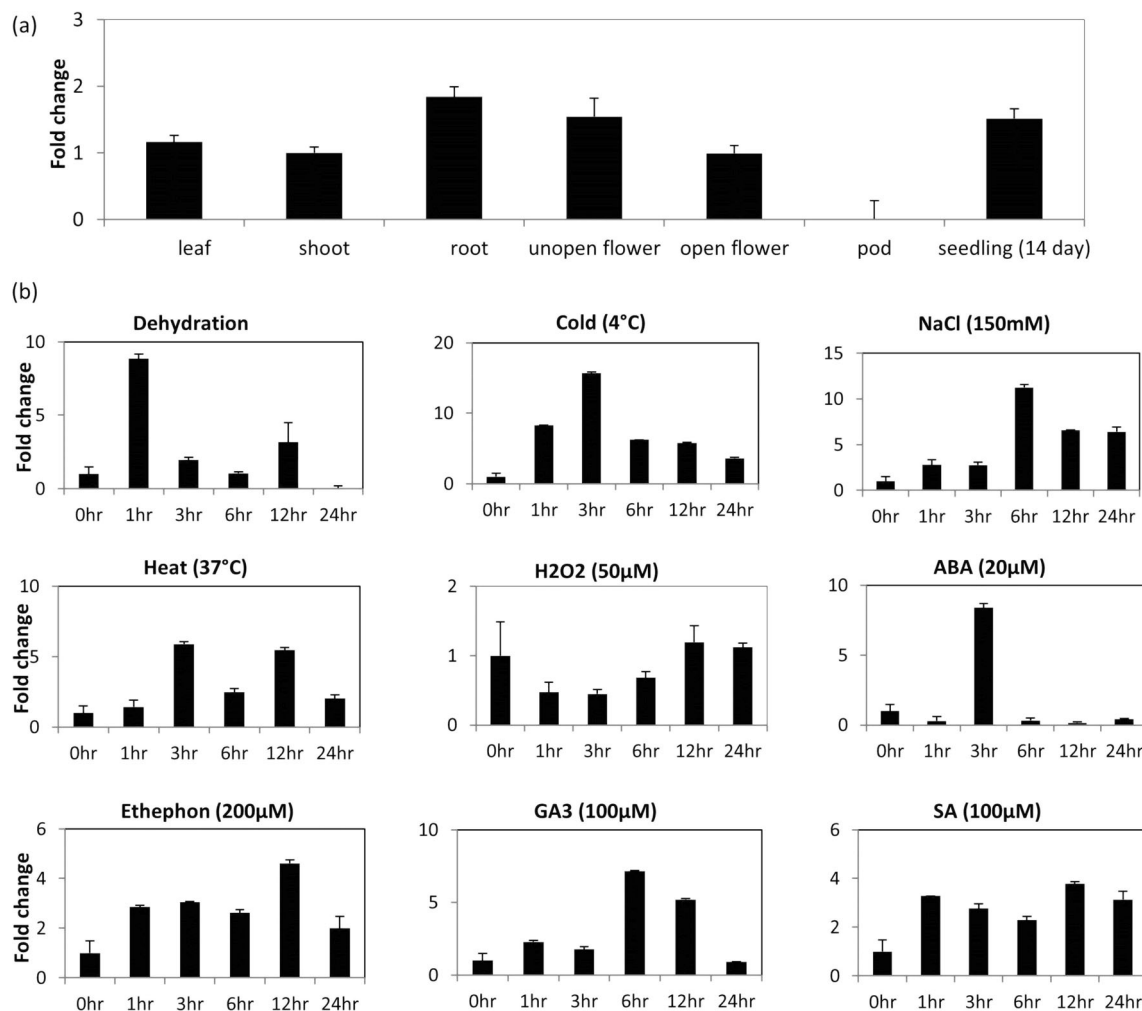 (a)
Fold change
3
2
1
0
leaf shoot root unopen flower open flower pod seedling (14 day)
(b)
Dehydration
Fold change
10
5
0
0hr 1hr 3hr 6hr 12hr 24hr
Cold (4°C)
20
10
0
0hr 1hr 3hr 6hr 12hr 24hr
NaCl (150mM)
15
10
5
0
0hr 1hr 3hr 6hr 12hr 24hr
Heat (37°C)
Fold change
10
5
0
0hr 1hr 3hr 6hr 12hr 24hr
H2O2 (50µM)
2
1
0
0hr 1hr 3hr 6hr 12hr 24hr
ABA (20µM)
10
5
0
0hr 1hr 3hr 6hr 12hr 24hr
Ethephon (200µM)
Fold change
6
4
2
0
0hr 1hr 3hr 6hr 12hr 24hr
GA3 (100µM)
10
5
0
0hr 1hr 3hr 6hr 12hr 24hr
SA (100µM)
6
4
2
0
0hr 1hr 3hr 6hr 12hr 24hr